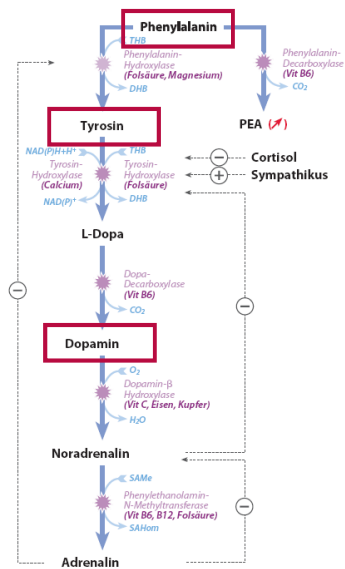 Phenylalanin
THB
Phenylalanin-
Hydroxylase
(Folsäure, Magnesium)
DHB
Phenylalanin-
Decarboxylase
(Vit B6)
CO₂
PEA (↗)
Tyrosin
NAD(P)H+H⁺
Tyrosin-
Hydroxylase
(Calcium)
NAD(P)⁺
THB
Tyrosin-
Hydroxylase
(Folsäure)
DHB
− Cortisol
+ Sympathikus
L-Dopa
Dopa-
Decarboxylase
(Vit B6)
CO₂
−
−
Dopamin
O₂
Dopamin-β
Hydroxylase
(Vit C, Eisen, Kupfer)
H₂O
Noradrenalin
SAMe
Phenylethanolamin-
N-Methyltransferase
(Vit B6, B12, Folsäure)
SAHom
−
Adrenalin